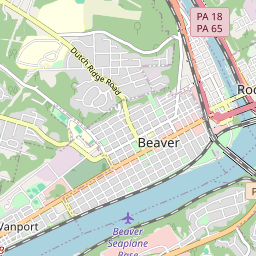 PA 18
PA 65
Dutch Ridge Road
Roc
Beaver
Vanport
P
Beaver
Seaplane
Base